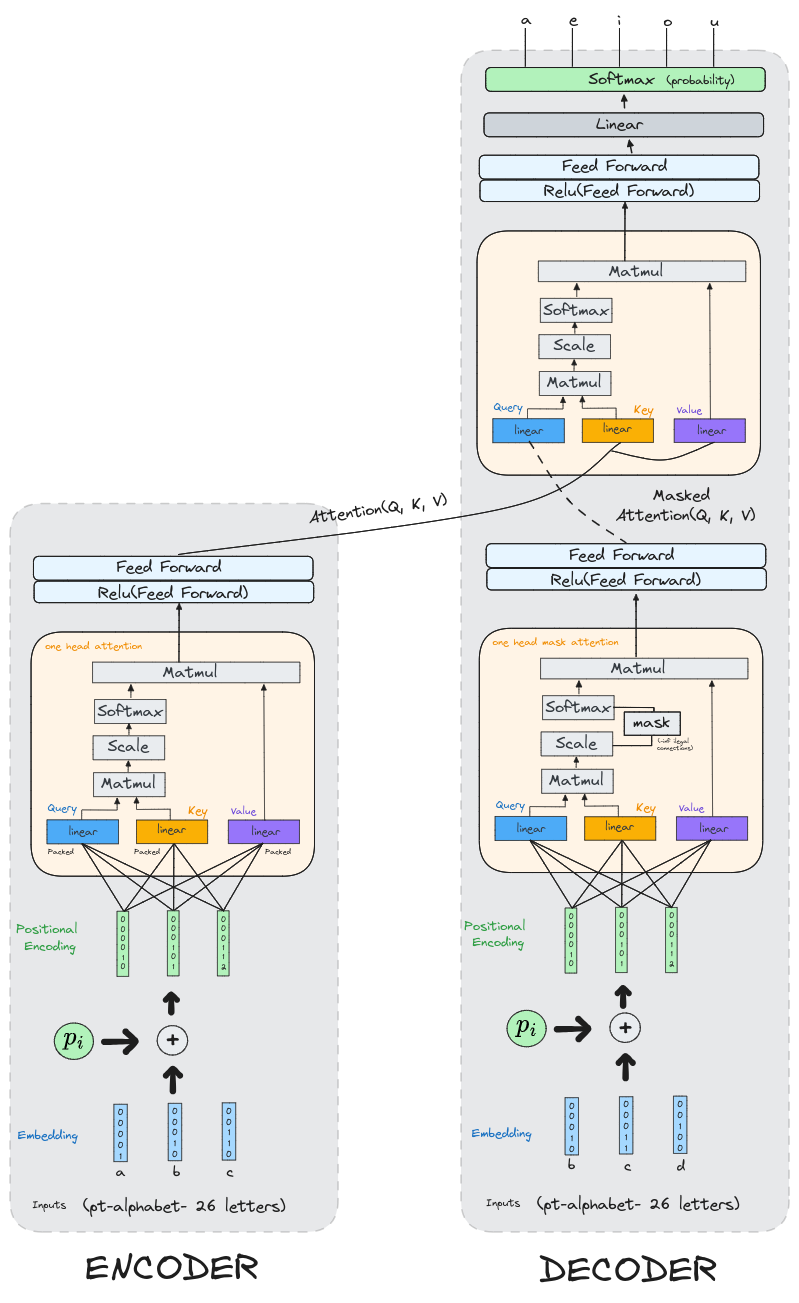 a e i o u
Softmax (probability)
Linear
Feed Forward
Relu(Feed Forward)
Matmul
Softmax
Scale
Matmul
Query Key Value
linear linear linear
Attention(Q, K, V)
Masked
Attention(Q, K, V)
Feed Forward
Relu(Feed Forward)
one head attention
Matmul
Softmax
Scale
Matmul
Query Key Value
linear linear linear
Packed Packed Packed
Positional
Encoding
0 0 0
0 0 0
0 0 0
0 1 1
1 0 1
0 1 2
pi
+
Embedding
0 0 0
0 0 0
0 0 1
0 1 1
1 0 0
a b c
Inputs (pt-alphabet- 26 letters)
ENCODER
Feed Forward
Relu(Feed Forward)
one head mask attention
Matmul
Softmax
mask
Scale
connections)
Matmul
Query Key Value
linear linear linear
Positional
Encoding
0 0 0
0 0 0
0 0 0
0 1 1
1 0 1
0 1 2
pi
+
Embedding
0 0 0
0 0 0
0 0 1
1 1 0
0 1 0
b c d
Inputs (pt-alphabet- 26 letters)
DECODER